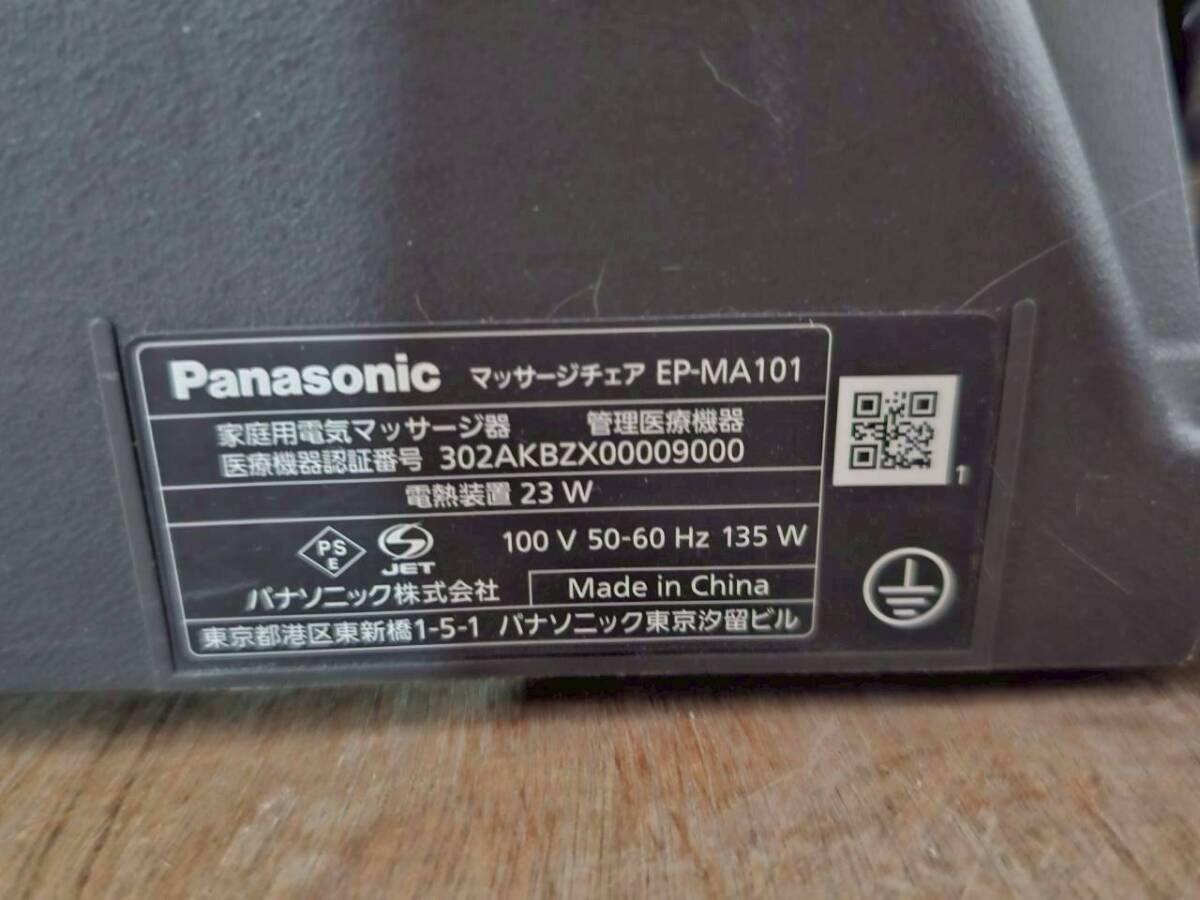 Panasonic マッサージチェア EP-MA101
家庭用電気マッサージ器 管理医療機器
医療機器認証番号 302AKBZX00009000
電熱装置 23 W
PS E JET 100 V 50-60 Hz 135 W
パナソニック株式会社 Made in China
東京都港区東新橋1-5-1 パナソニック東京汐留ビル
1